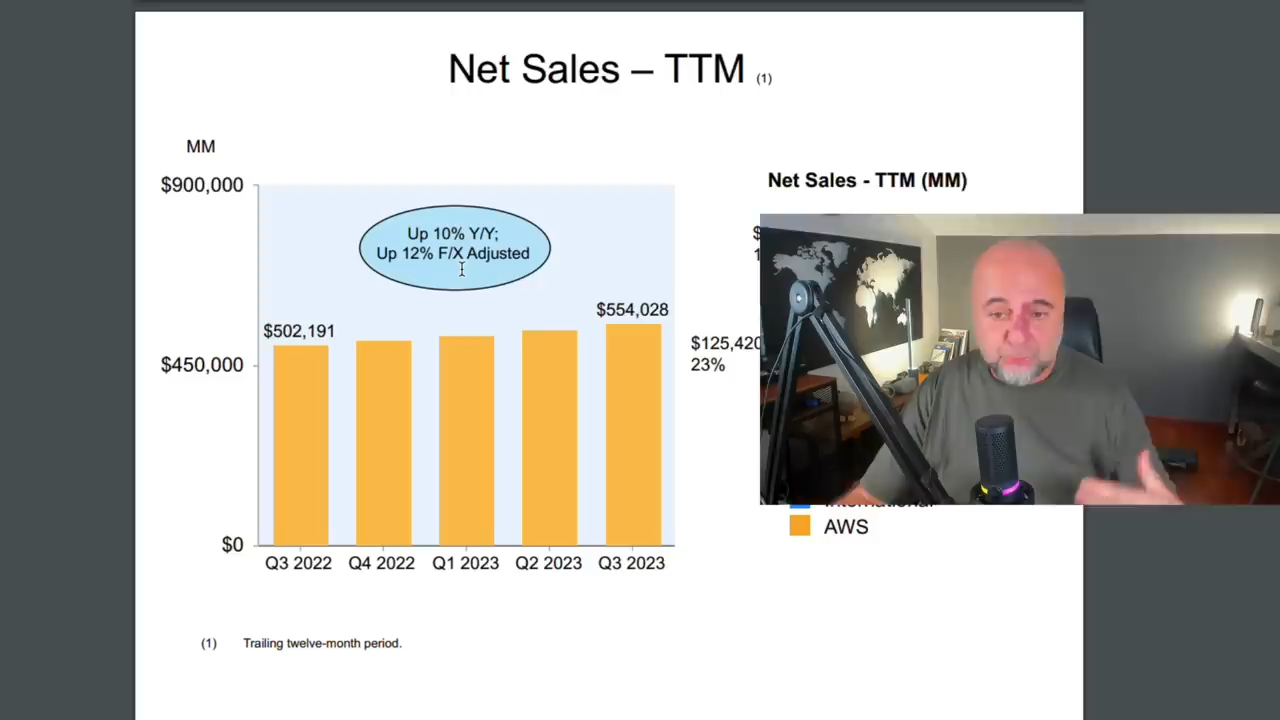 Net Sales – TTM (1)
MM
$900,000
$450,000
$0
Up 10% Y/Y;
Up 12% F/X Adjusted
$502,191
$554,028
Q3 2022
Q4 2022
Q1 2023
Q2 2023
Q3 2023
Net Sales - TTM (MM)
$125,420
23%
International
AWS
(1) Trailing twelve-month period.